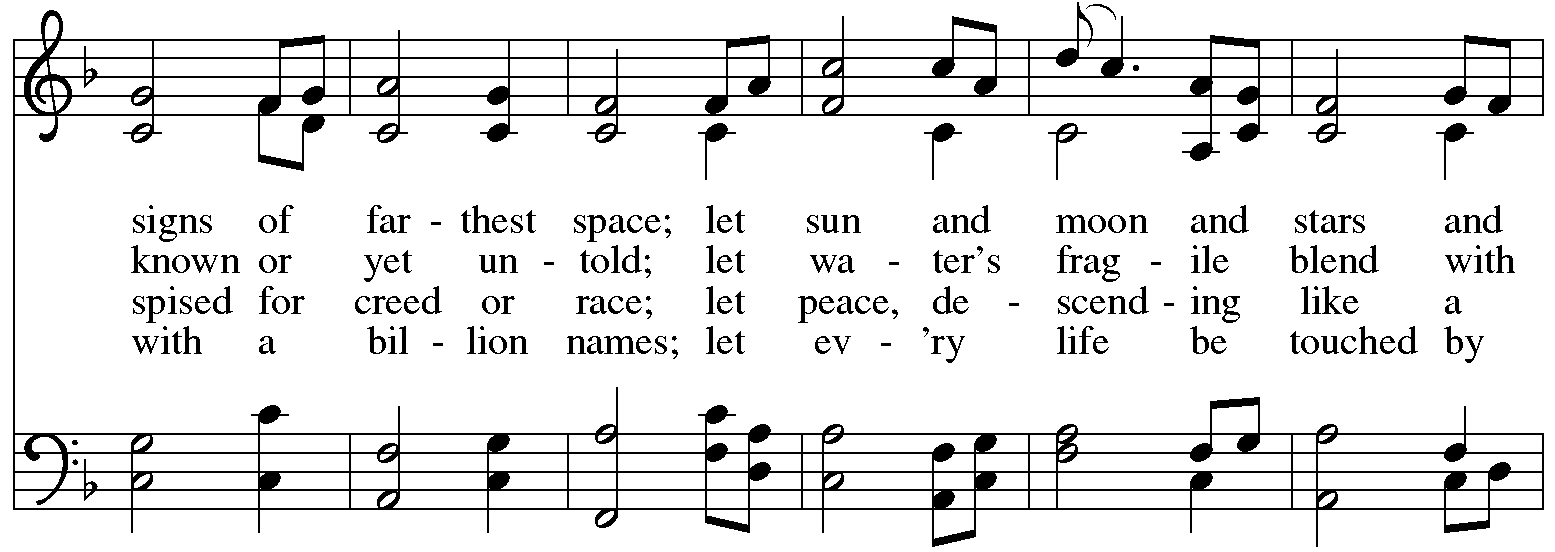 signs of far - thest space; let sun and moon and stars and
known or yet un - told; let wa - ter's frag - ile blend with
spised for creed or race; let peace, de - scend - ing like a
with a bil - lion names; let ev - 'ry life be touched by